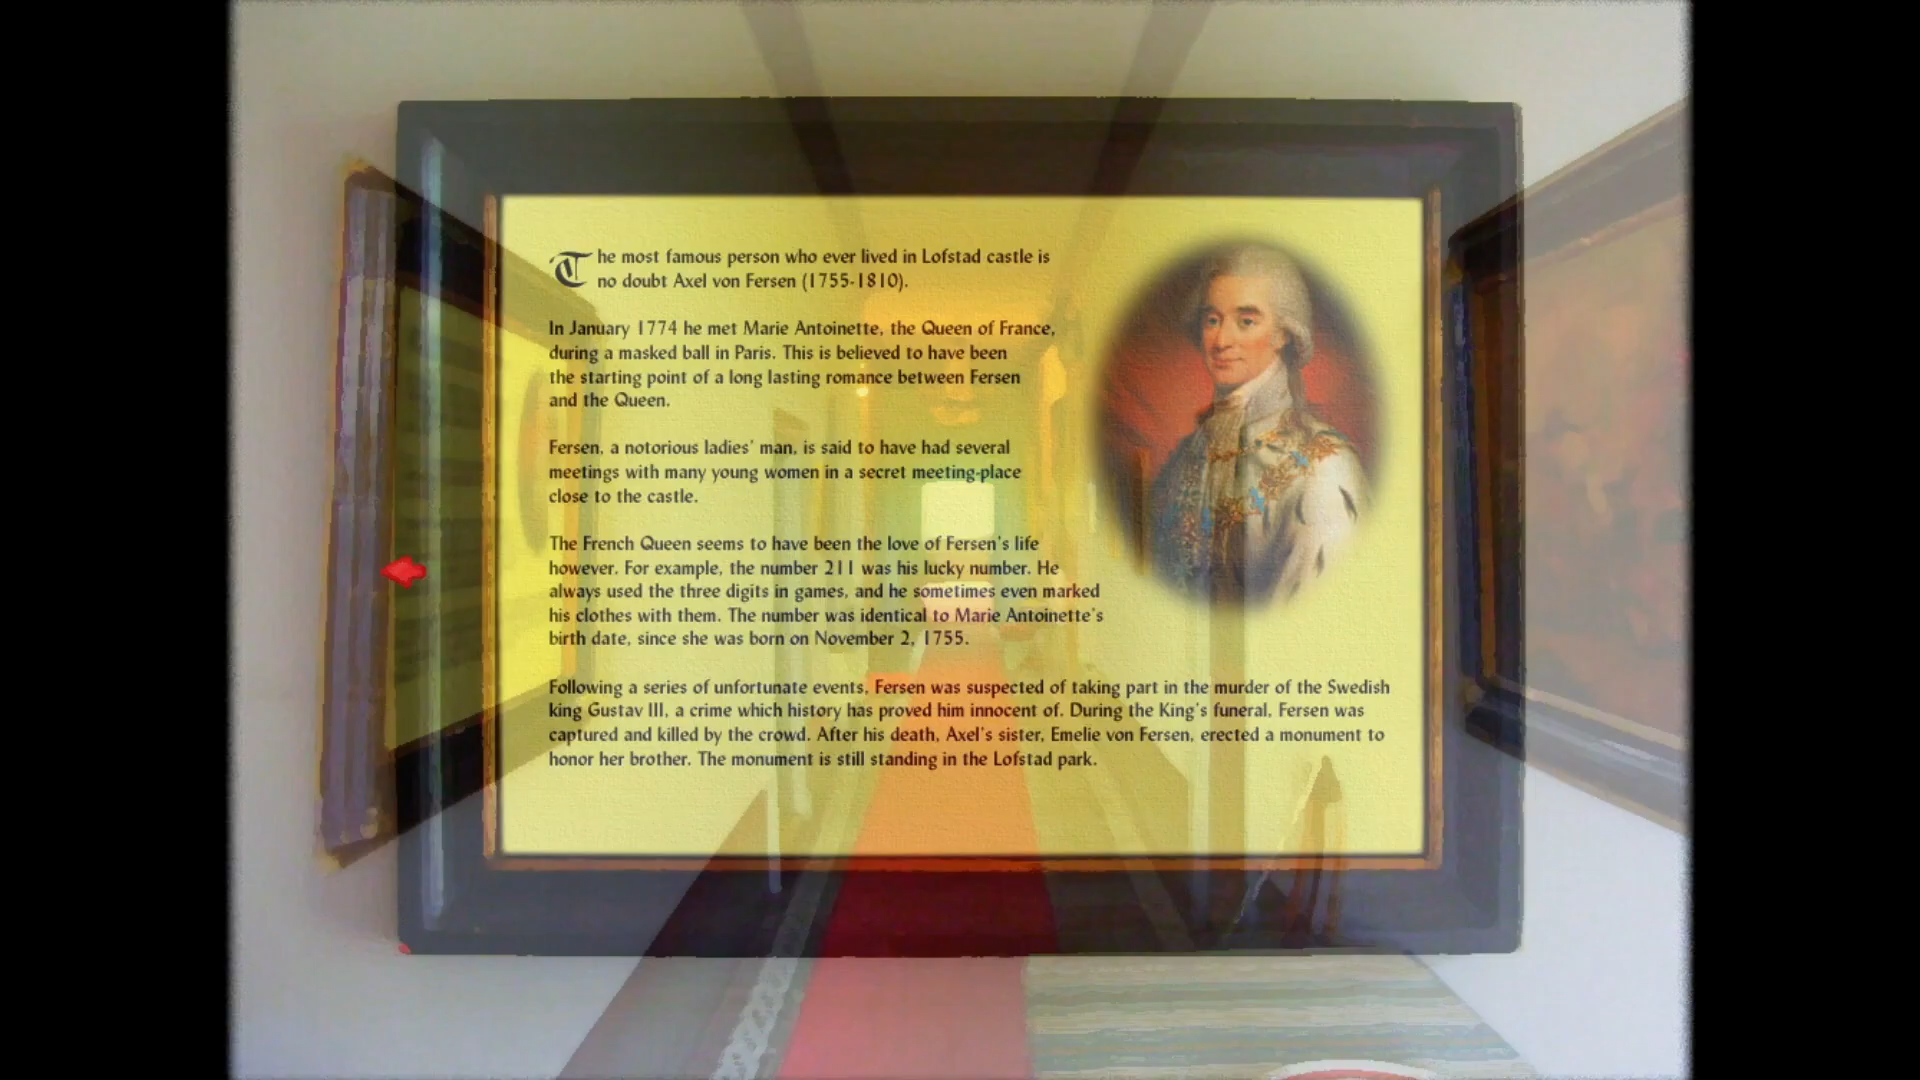 The most famous person who ever lived in Lofstad castle is
no doubt Axel von Fersen (1755-1810).
In January 1774 he met Marie Antoinette, the Queen of France,
during a masked ball in Paris. This is believed to have been
the starting point of a long lasting romance between Fersen
and the Queen.
Fersen, a notorious ladies' man, is said to have had several
meetings with many young women in a secret meeting-place
close to the castle.
The French Queen seems to have been the love of Fersen's life
however. For example, the number 211 was his lucky number. He
always used the three digits in games, and he sometimes even marked
his clothes with them. The number was identical to Marie Antoinette's
birth date, since she was born on November 2, 1755.
Following a series of unfortunate events, Fersen was suspected of taking part in the murder of the Swedish
king Gustav III, a crime which history has proved him innocent of. During the King's funeral, Fersen was
captured and killed by the crowd. After his death, Axel's sister, Emelie von Fersen, erected a monument to
honor her brother. The monument is still standing in the Lofstad park.